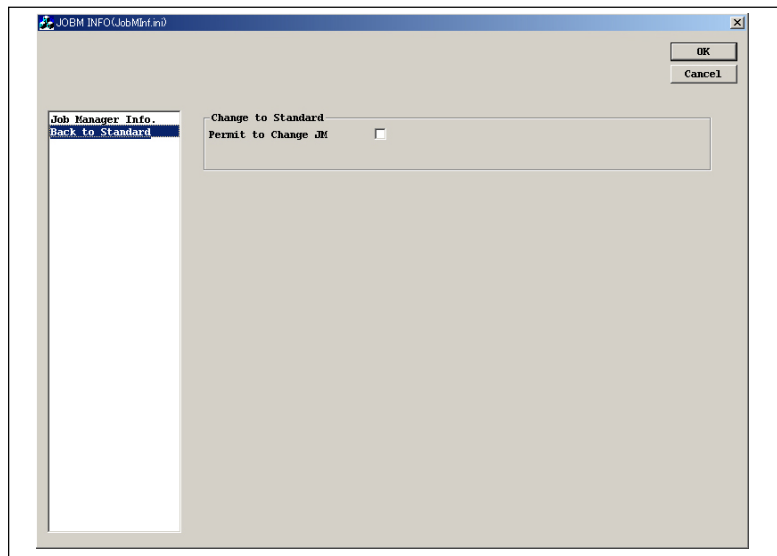 JOBM INFO(JobMInf.ini)
OK
Cancel
Job Manager Info.
Back to Standard
Change to Standard
Permit to Change JM